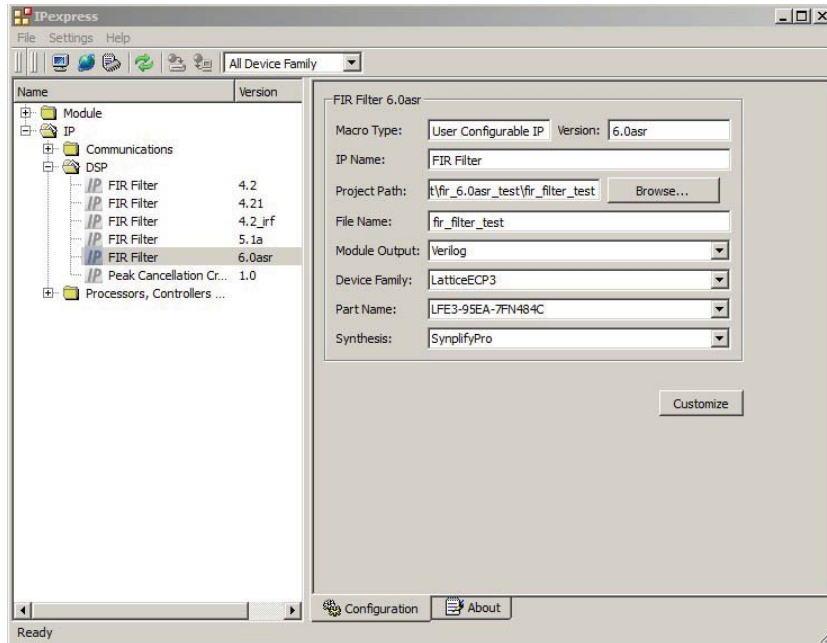 IPexpress
File Settings Help
All Device Family
Name Version
Module
IP
Communications
DSP
FIR Filter 4.2
FIR Filter 4.21
FIR Filter 4.2_irf
FIR Filter 5.1a
FIR Filter 6.0asr
Peak Cancellation Cr... 1.0
Processors, Controllers ...
FIR Filter 6.0asr
Macro Type: User Configurable IP Version: 6.0asr
IP Name: FIR Filter
Project Path: t\fir_6.0asr_test\fir_filter_test Browse...
File Name: fir_filter_test
Module Output: Verilog
Device Family: LatticeECP3
Part Name: LFE3-95EA-7FN484C
Synthesis: SynplifyPro
Customize
Configuration About
Ready